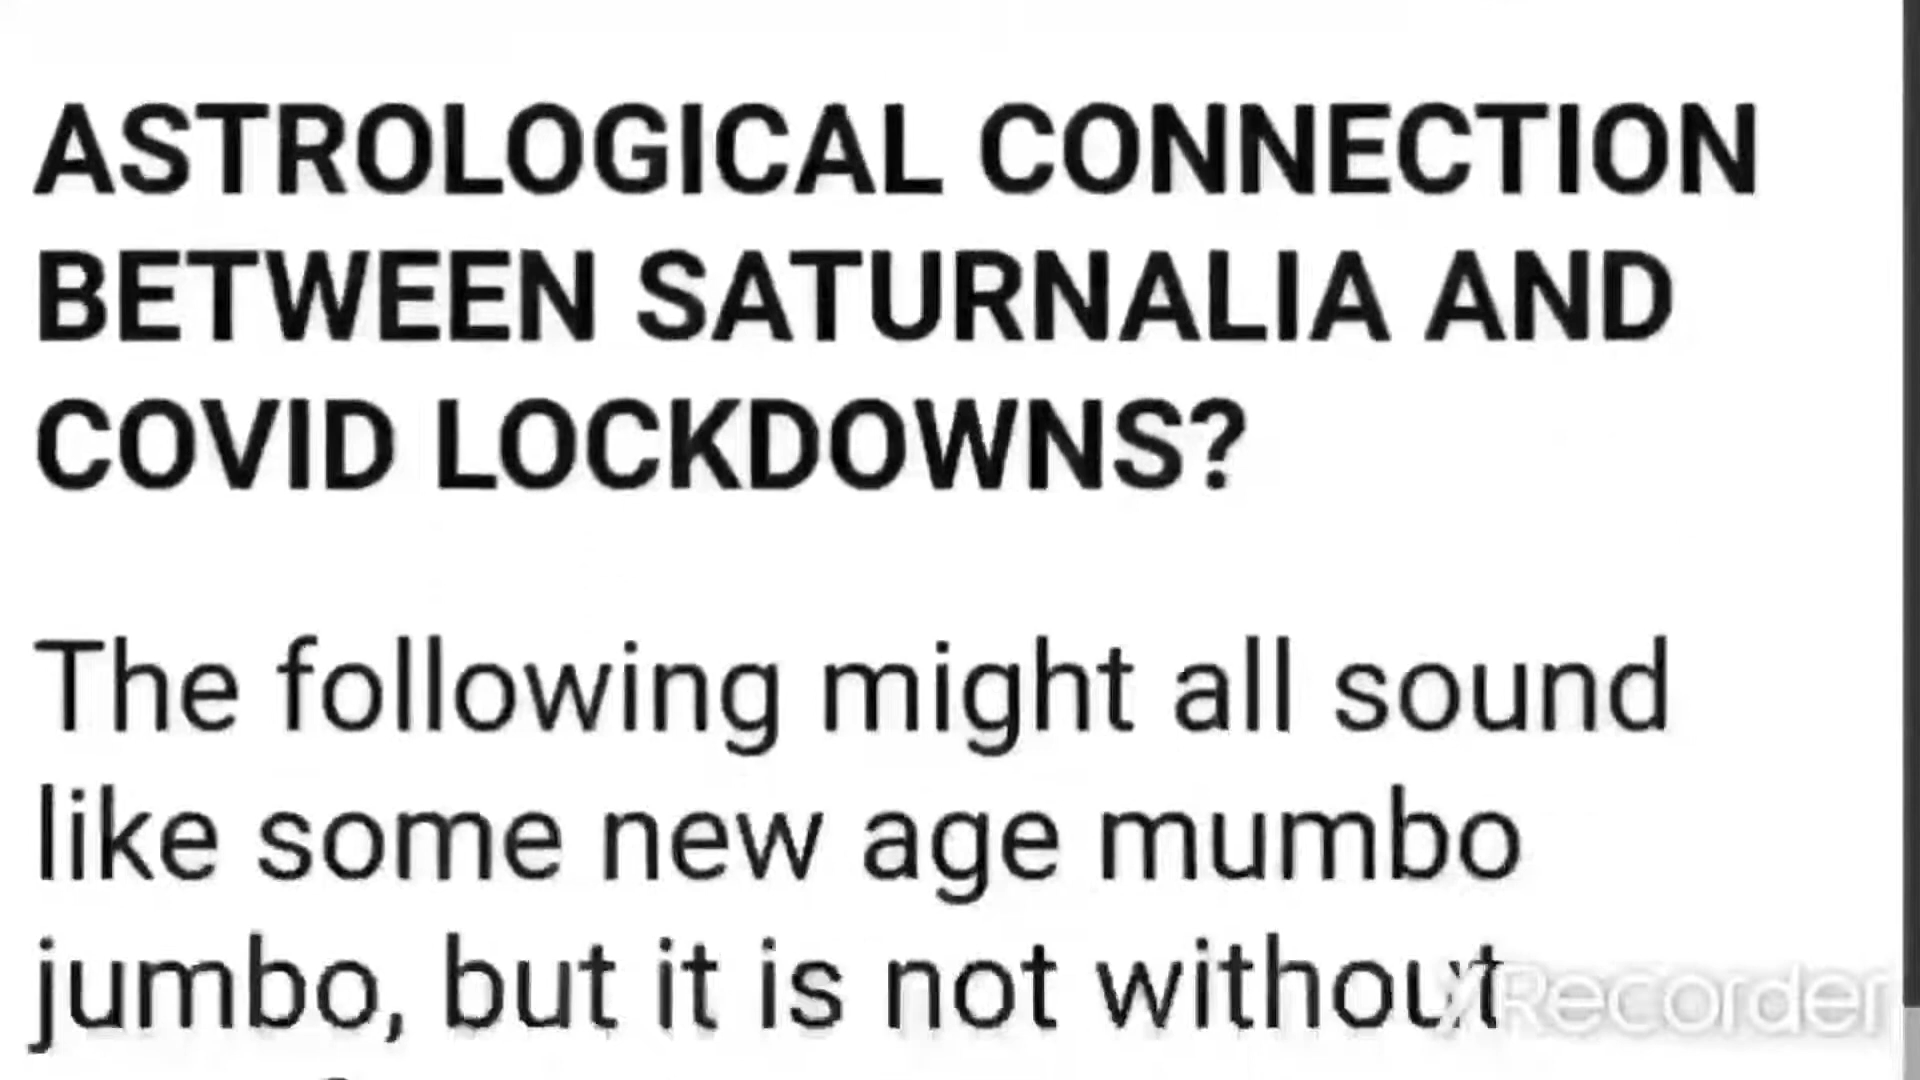 ASTROLOGICAL CONNECTION
BETWEEN SATURNALIA AND
COVID LOCKDOWNS?
The following might all sound
like some new age mumbo
jumbo, but it is not without
XRecorder